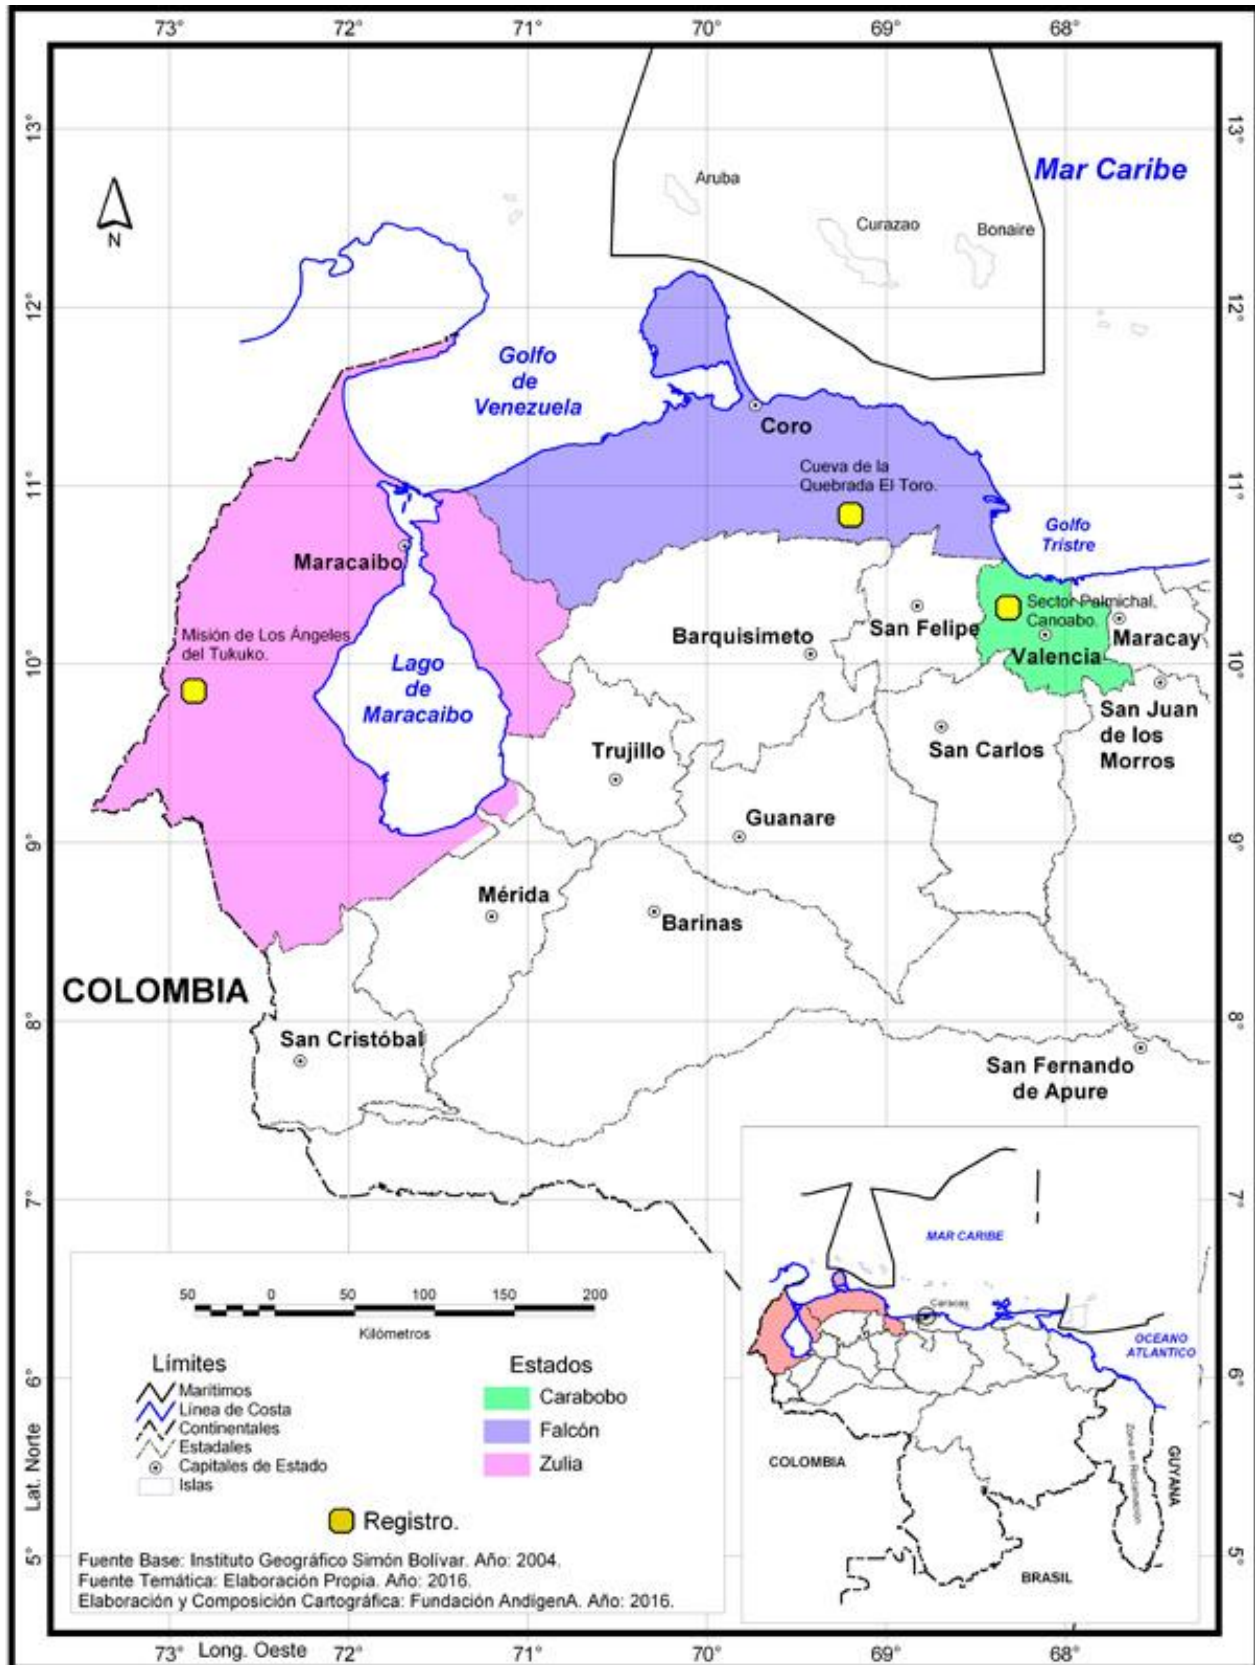 73° 72° 71° 70° 69° 68°
13°
13°
Mar Caribe
Aruba
Curazao
Bonaire
N
12°
12°
Golfo
de
Venezuela
Coro
11°
11°
Cueva de la
Quebrada El Toro.
Golfo
Tristre
Maracaibo
Misión de Los Ángeles
del Tukuko.
Barquisimeto
San Felipe
Sector Palmichal,
Canoabo.
Maracay
Valencia
10°
10°
Lago
de
Maracaibo
Trujillo
San Carlos
San Juan
de los
Morros
Guanare
9°
9°
Mérida
Barinas
COLOMBIA
8°
8°
San Cristóbal
San Fernando
de Apure
7°
7°
50 0 50 100 150 200
Kilómetros
Límites
Marítimos
Línea de Costa
Continentales
Estadales
Capitales de Estado
Islas
Estados
Carabobo
Falcón
Zulia
Registro.
Fuente Base: Instituto Geográfico Simón Bolívar. Año: 2004.
Fuente Temática: Elaboración Propia. Año: 2016.
Elaboración y Composición Cartográfica: Fundación AndígenA. Año: 2016.
MAR CARIBE
Caracas
OCEANO
ATLANTICO
COLOMBIA
Zona en Reclamación
GUYANA
BRASIL
6°
6°
Lat. Norte
5°
5°
Long. Oeste
73° 72° 71° 70° 69° 68°